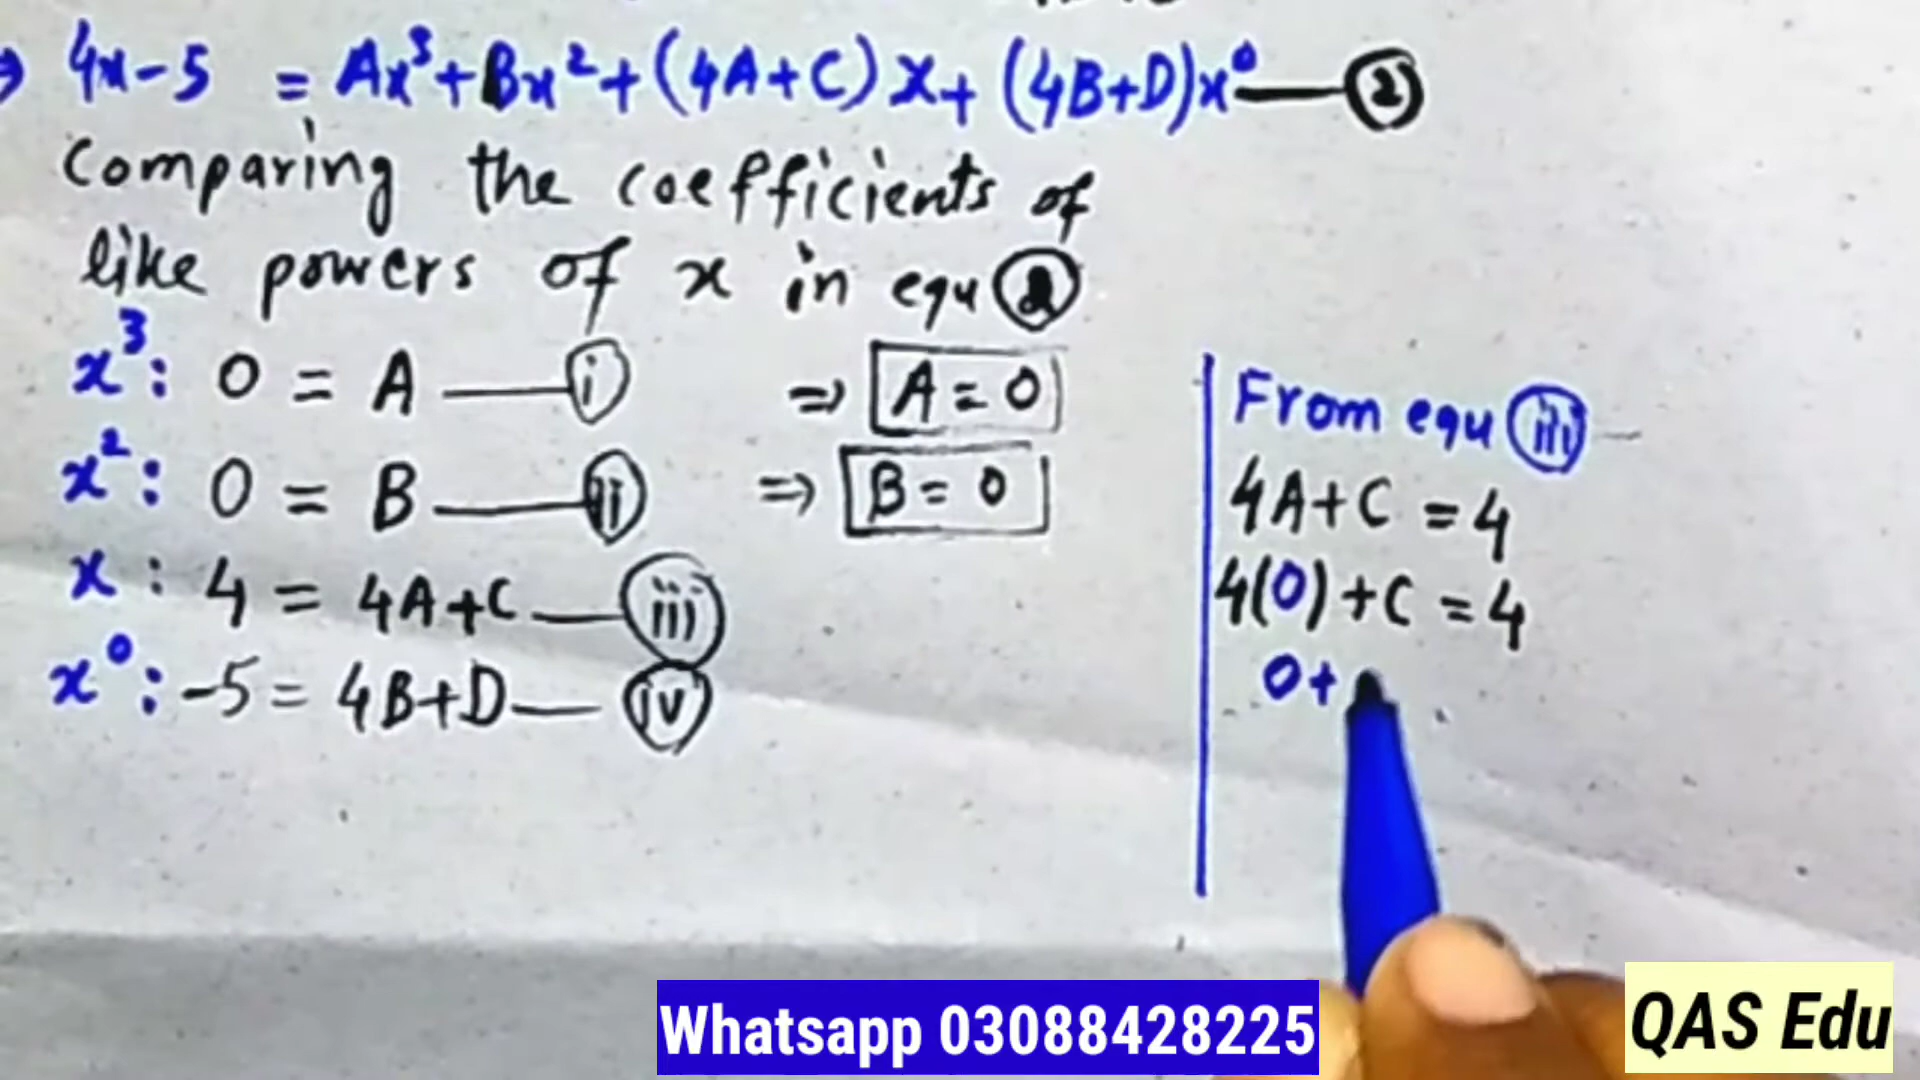 ⇒ 4x-5 = Ax³+Bx²+(4A+C)x+(4B+D)x⁰—②
Comparing the coefficients of
like powers of x in equ ②
x³: 0 = A —(i) ⇒ A = 0
x²: 0 = B —(ii) ⇒ B = 0
x : 4 = 4A+C —(iii)
x⁰: -5 = 4B+D —(iv)
From equ (iii)
4A+C = 4
4(0)+C = 4
0+
Whatsapp 03088428225
QAS Edu